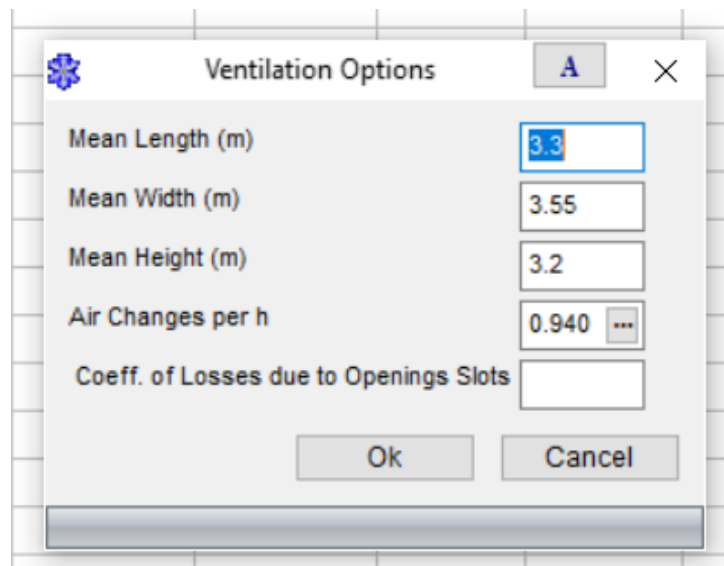 Ventilation Options A
Mean Length (m) 3.3
Mean Width (m) 3.55
Mean Height (m) 3.2
Air Changes per h 0.940 ...
Coeff. of Losses due to Openings Slots
Ok Cancel